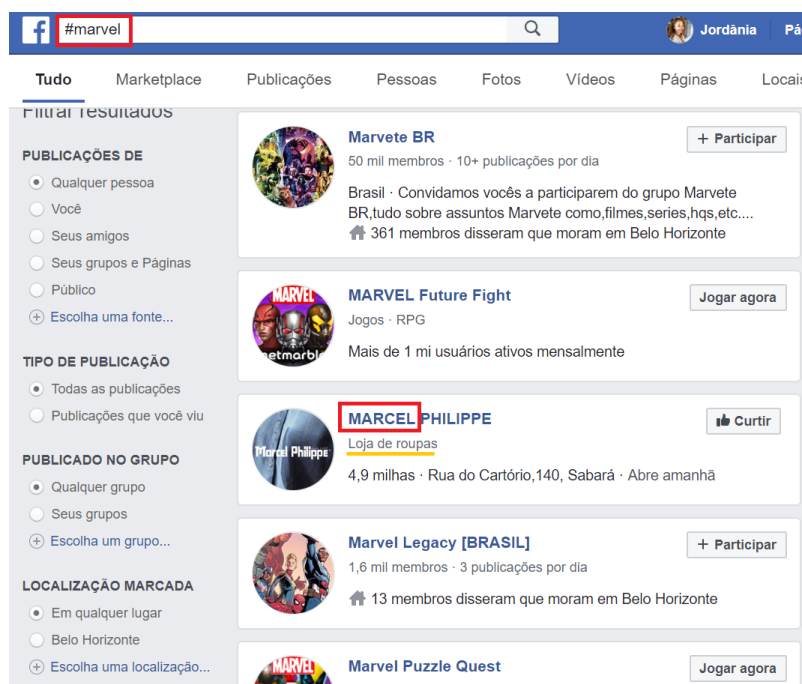 #marvel
Jordânia
Pá
Tudo Marketplace Publicações Pessoas Fotos Vídeos Páginas Locais
Filtrar resultados
PUBLICAÇÕES DE
Qualquer pessoa
Você
Seus amigos
Seus grupos e Páginas
Público
Escolha uma fonte...
TIPO DE PUBLICAÇÃO
Todas as publicações
Publicações que você viu
PUBLICADO NO GRUPO
Qualquer grupo
Seus grupos
Escolha um grupo...
LOCALIZAÇÃO MARCADA
Em qualquer lugar
Belo Horizonte
Escolha uma localização...
Marvete BR
+ Participar
50 mil membros · 10+ publicações por dia
Brasil · Convidamos vocês a participarem do grupo Marvete
BR,tudo sobre assuntos Marvete como,filmes,series,hqs,etc....
361 membros disseram que moram em Belo Horizonte
MARVEL
netmarble
MARVEL Future Fight
Jogar agora
Jogos · RPG
Mais de 1 mi usuários ativos mensalmente
Marcel Philippe
MARCEL PHILIPPE
Curtir
Loja de roupas
4,9 milhas · Rua do Cartório,140, Sabará · Abre amanhã
Marvel Legacy [BRASIL]
+ Participar
1,6 mil membros · 3 publicações por dia
13 membros disseram que moram em Belo Horizonte
MARVEL
Marvel Puzzle Quest
Jogar agora